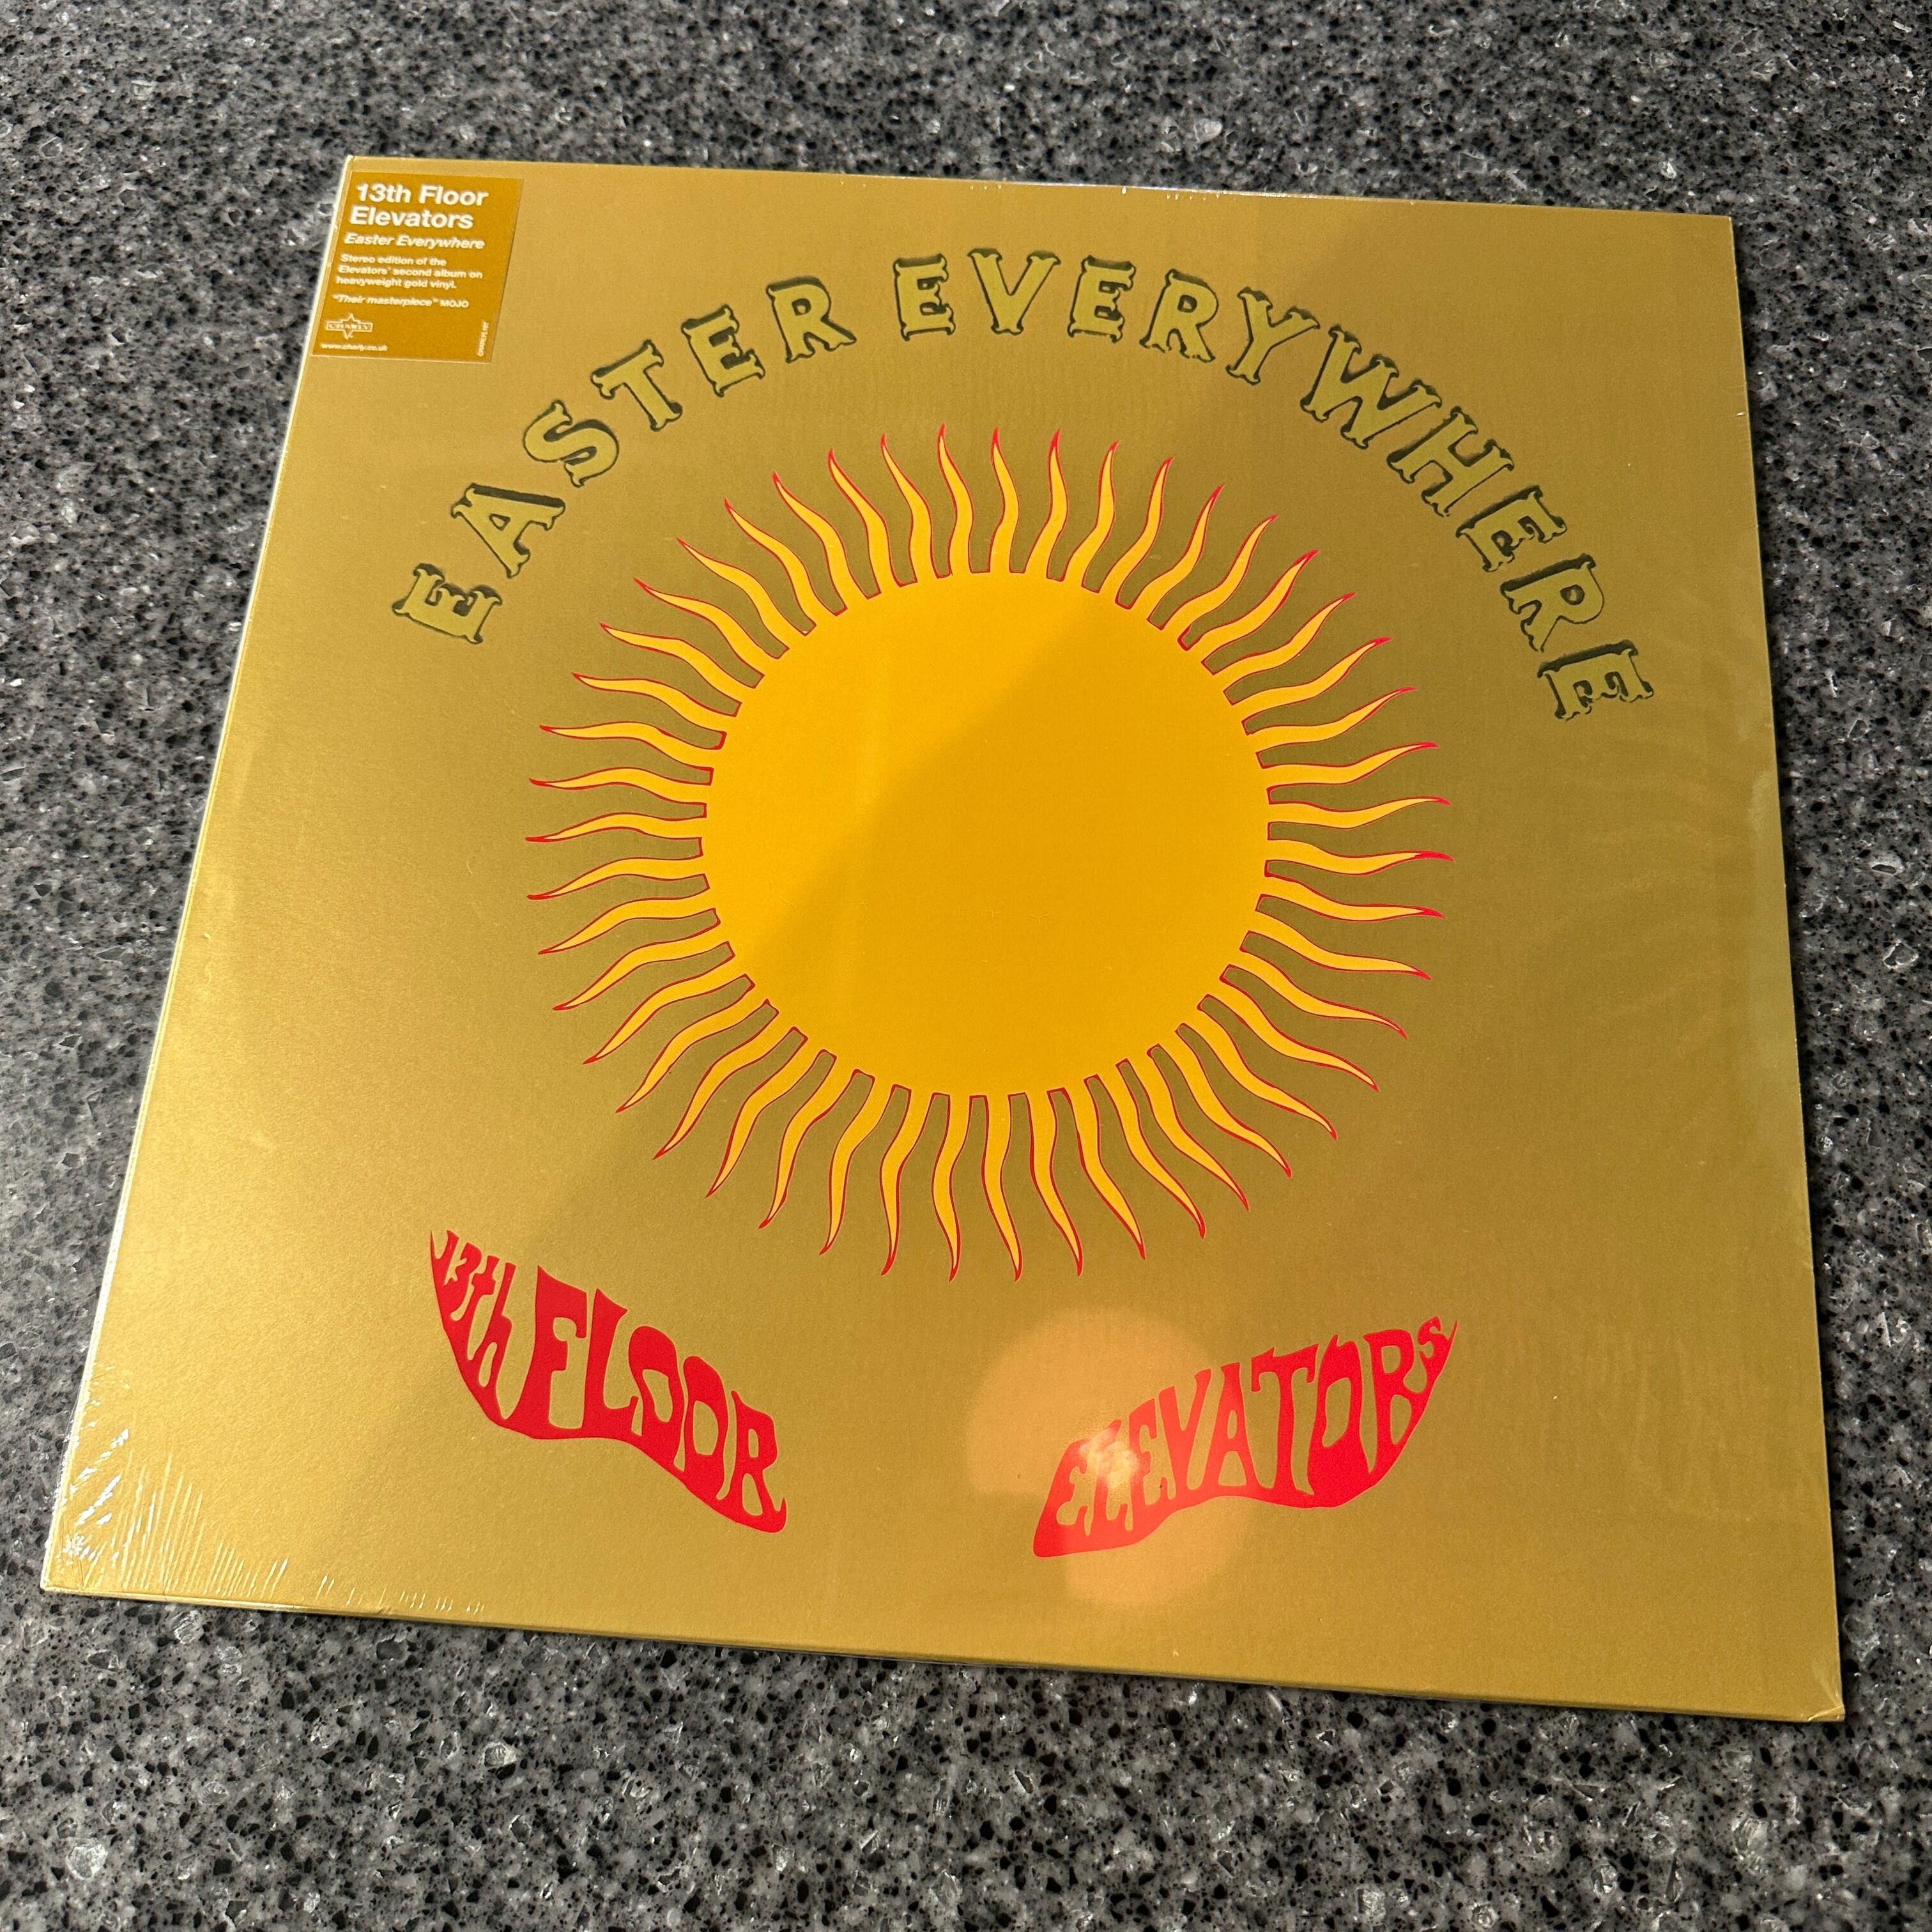 13th Floor
Elevators
Easter Everywhere
Stereo edition of the
Elevators' second album on
heavyweight gold vinyl.
"Their masterpiece" MOJO
CHARLY
www.charly.co.uk
EASTER EVERYWHERE
13th FLOOR
ELEVATORS